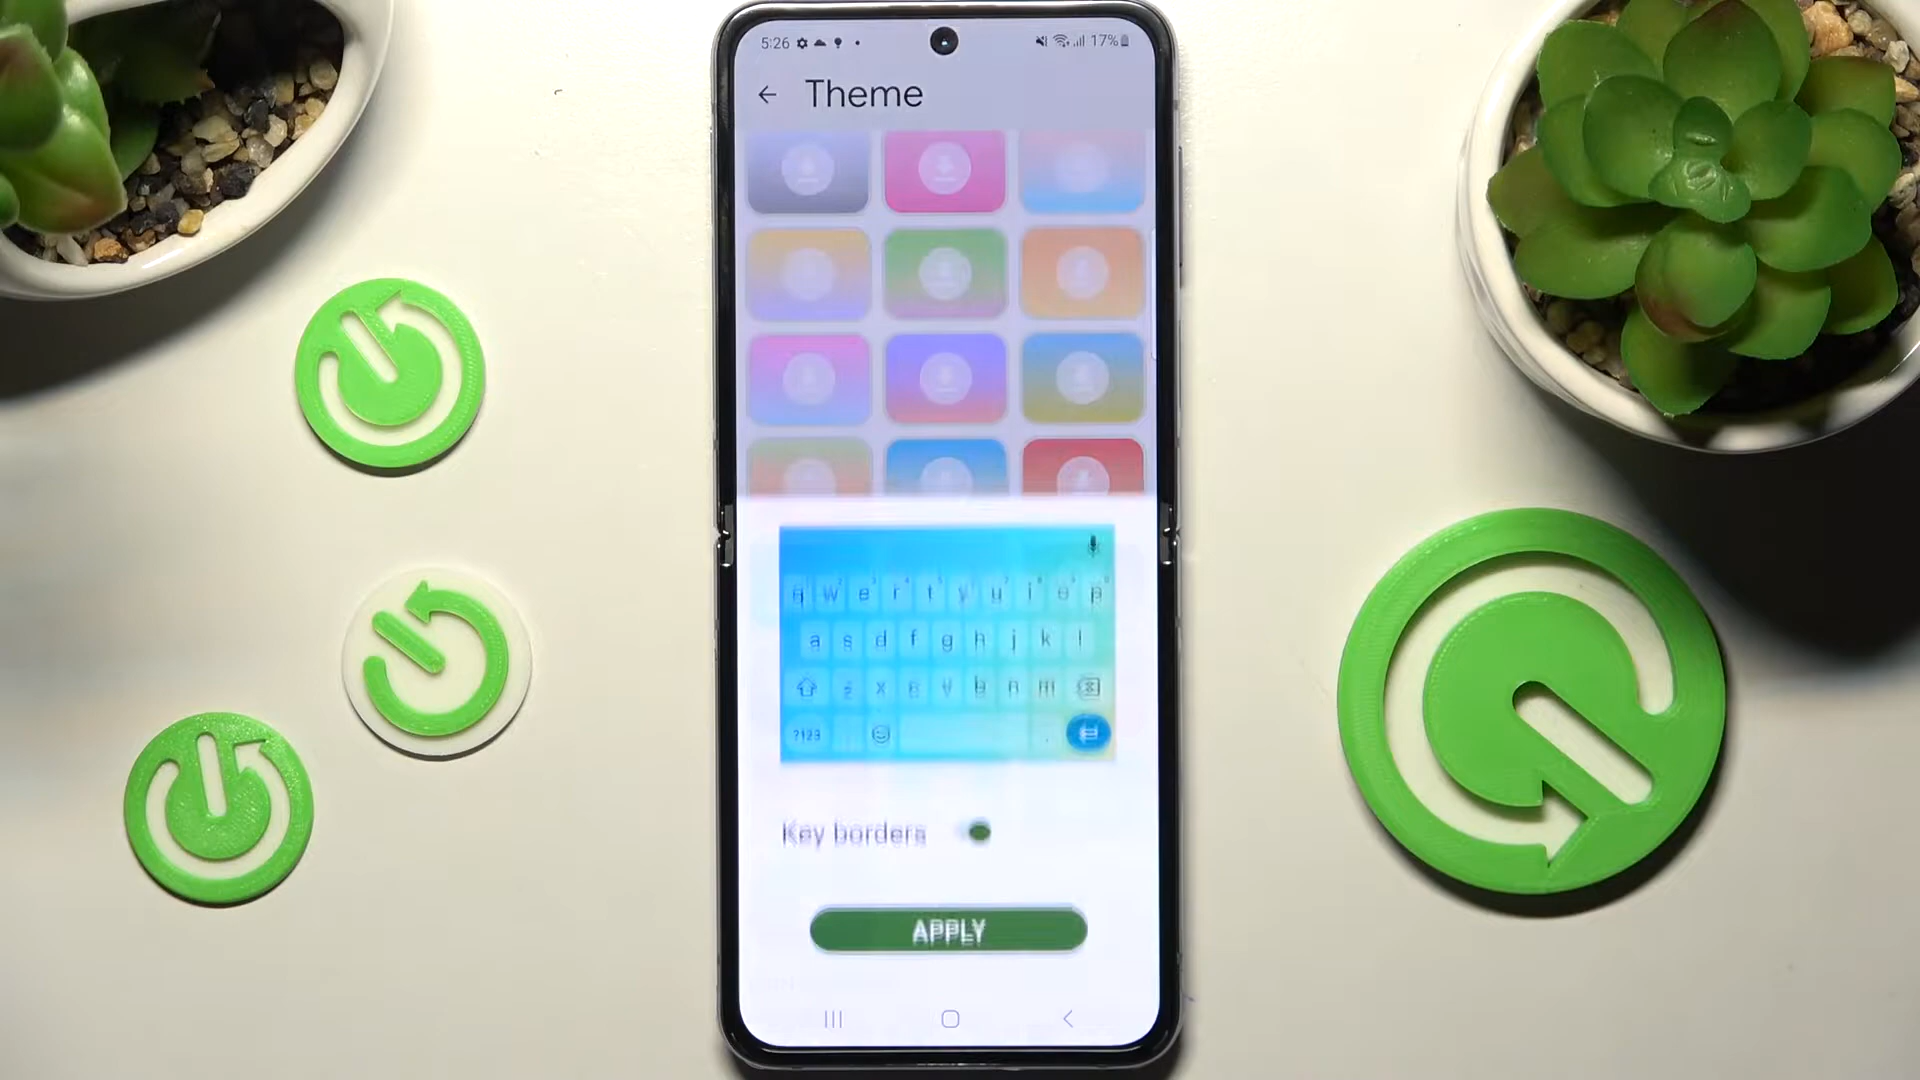 5:26 17%
Theme
q w e r t y u i o p
a s d f g h j k l
z x c v b n m
?123 .
Key borders
APPLY